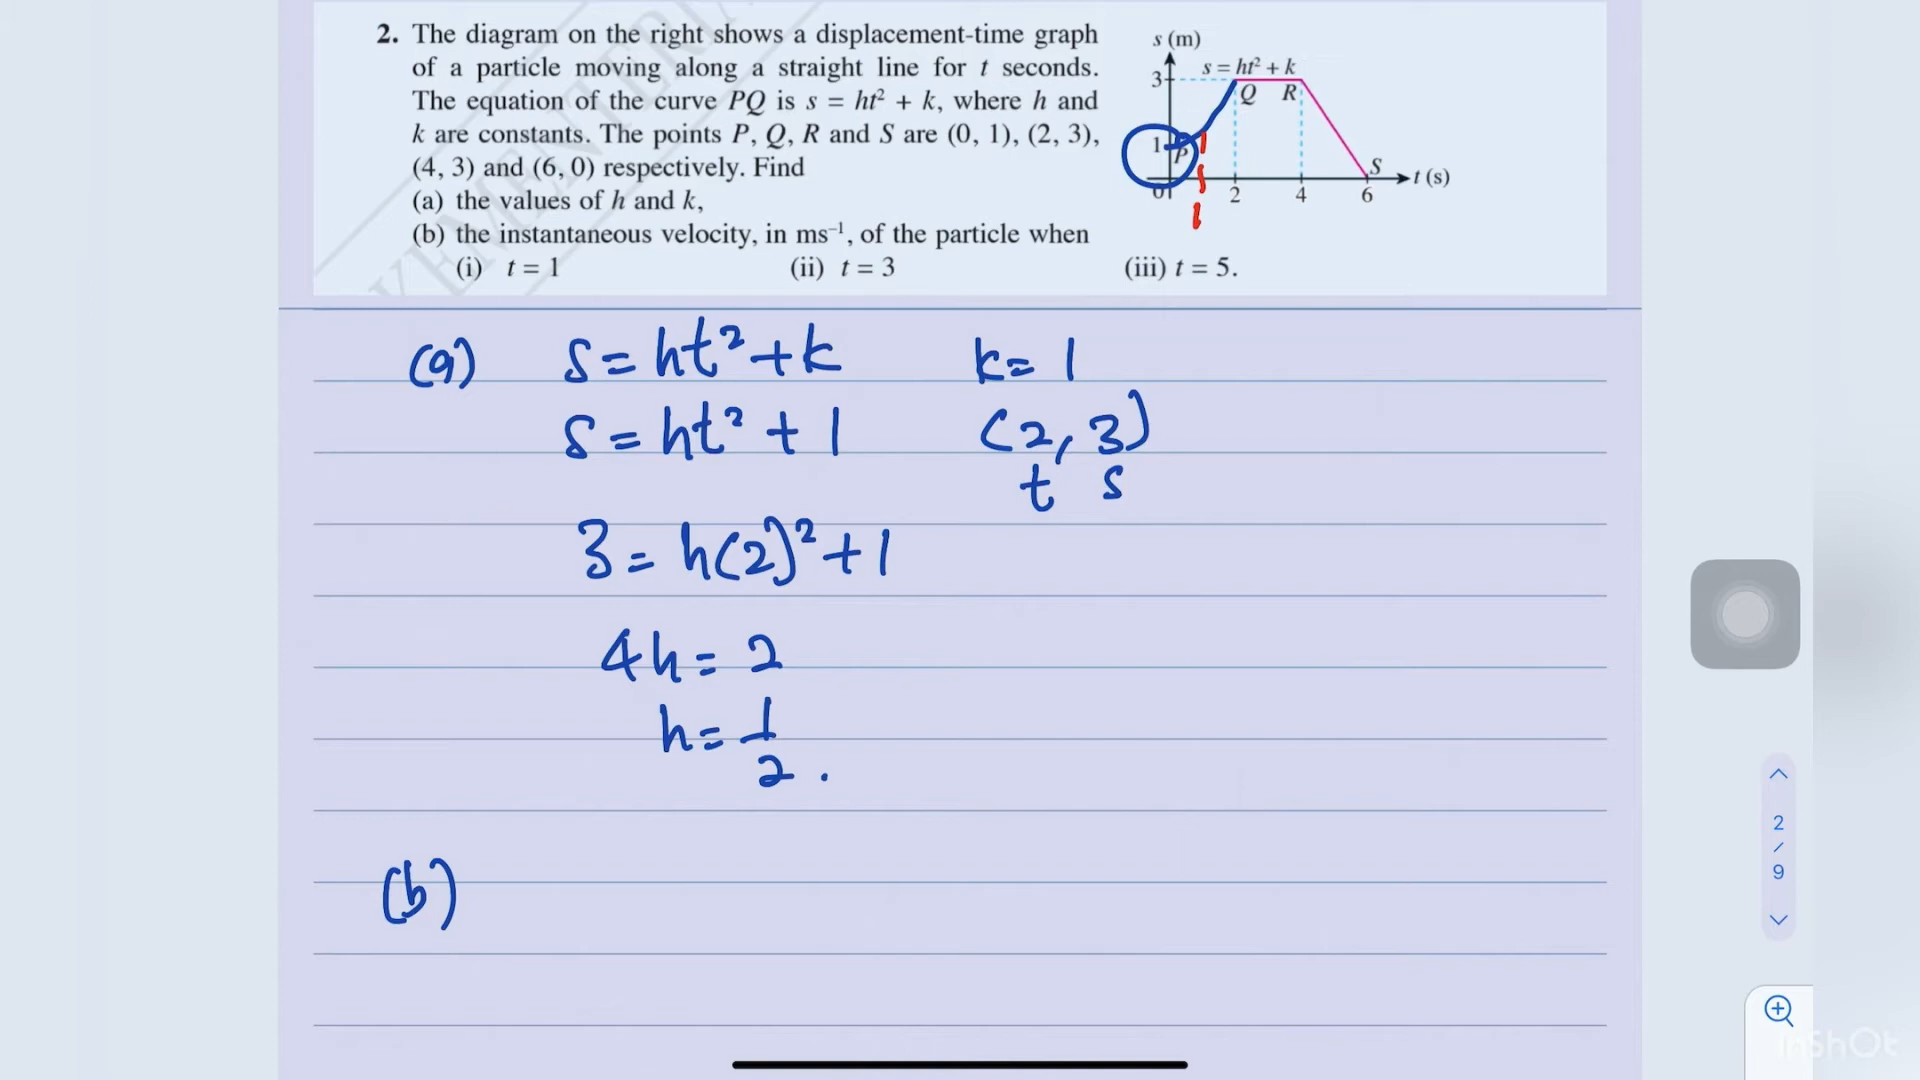 2. The diagram on the right shows a displacement-time graph
of a particle moving along a straight line for t seconds.
The equation of the curve PQ is s = ht² + k, where h and
k are constants. The points P, Q, R and S are (0, 1), (2, 3),
(4, 3) and (6, 0) respectively. Find
(a) the values of h and k,
(b) the instantaneous velocity, in ms⁻¹, of the particle when
(i) t = 1 (ii) t = 3 (iii) t = 5.
s (m)
s = ht² + k
3
Q R
1
P
S
t (s)
0 2 4 6
1
(a) s = ht² + k k = 1
s = ht² + 1 (2, 3)
t s
3 = h(2)² + 1
4h = 2
h = 1/2.
(b)
2
/
9
InShOt